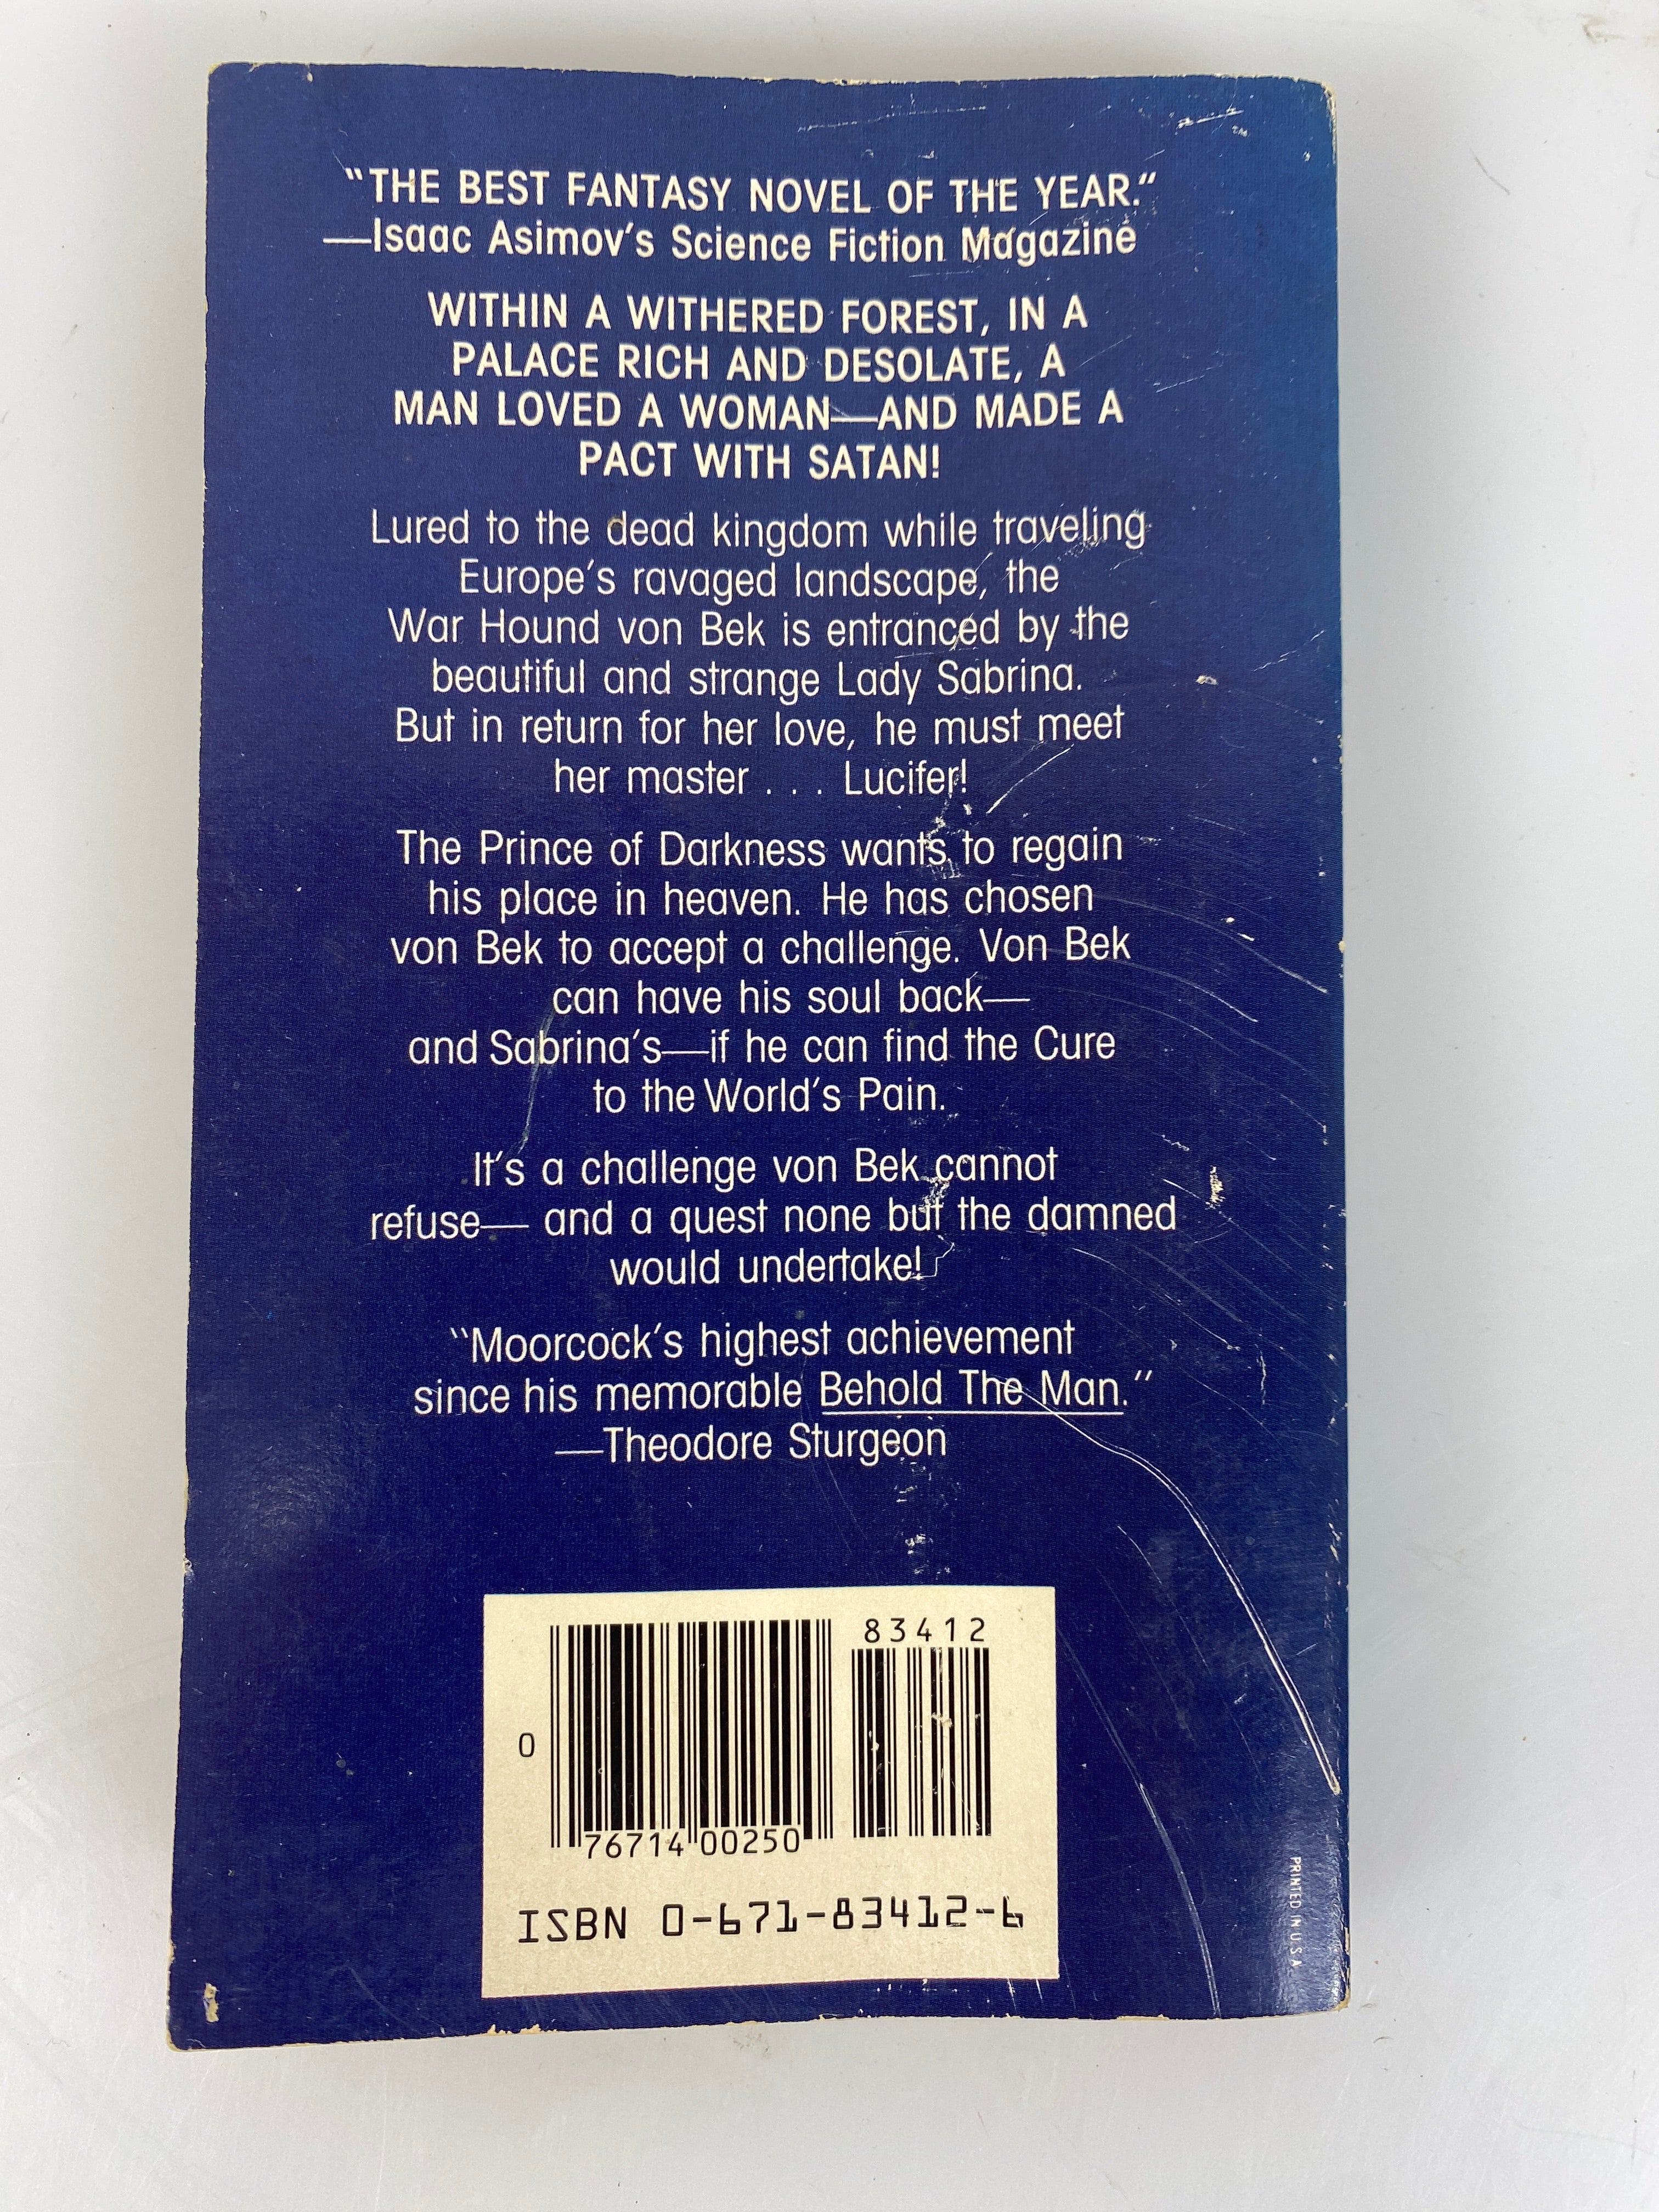 "THE BEST FANTASY NOVEL OF THE YEAR."
—Isaac Asimov's Science Fiction Magazine
WITHIN A WITHERED FOREST, IN A
PALACE RICH AND DESOLATE, A
MAN LOVED A WOMAN—AND MADE A
PACT WITH SATAN!
Lured to the dead kingdom while traveling
Europe's ravaged landscape, the
War Hound von Bek is entranced by the
beautiful and strange Lady Sabrina.
But in return for her love, he must meet
her master . . . Lucifer!
The Prince of Darkness wants to regain
his place in heaven. He has chosen
von Bek to accept a challenge. Von Bek
can have his soul back—
and Sabrina's—if he can find the Cure
to the World's Pain.
It's a challenge von Bek cannot
refuse— and a quest none but the damned
would undertake!
"Moorcock's highest achievement
since his memorable Behold The Man."
—Theodore Sturgeon
83412
0
76714 00250
ISBN 0-671-83412-6
PRINTED IN U.S.A.